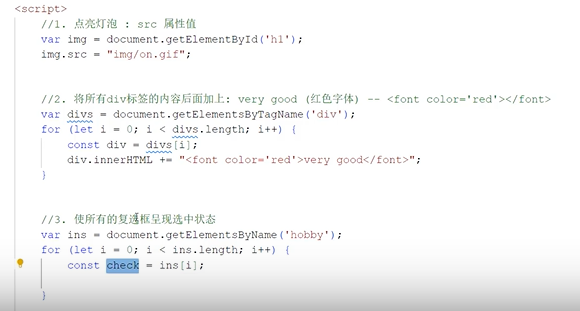 <script>
//1. 点亮灯泡 : src 属性值
var img = document.getElementById('h1');
img.src = "img/on.gif";
//2. 将所有div标签的内容后面加上: very good (红色字体) -- <font color='red'></font>
var divs = document.getElementsByTagName('div');
for (let i = 0; i < divs.length; i++) {
const div = divs[i];
div.innerHTML += "<font color='red'>very good</font>";
}
//3. 使所有的复选框呈现选中状态
var ins = document.getElementsByName('hobby');
for (let i = 0; i < ins.length; i++) {
const check = ins[i];
}